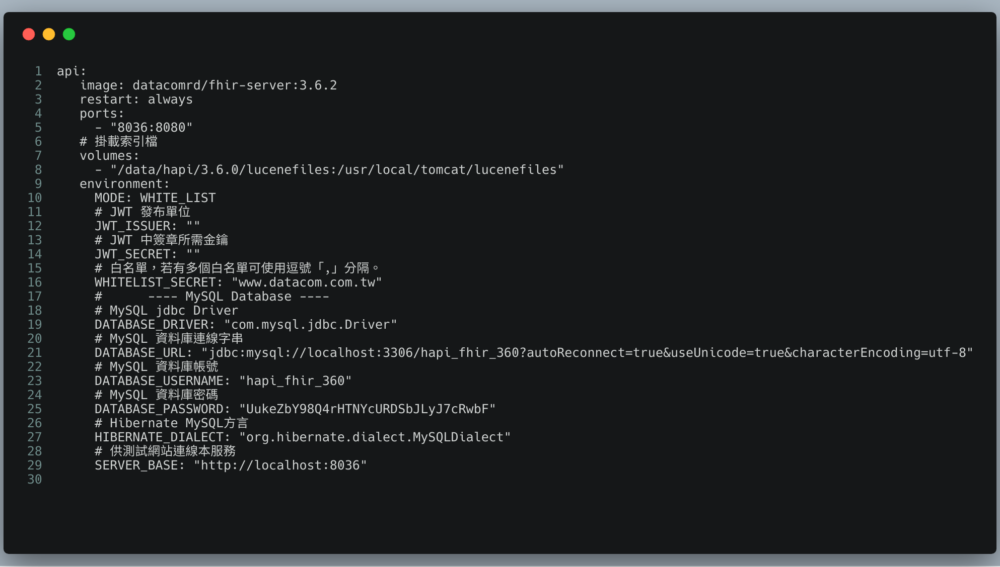 1 api:
2    image: datacomrd/fhir-server:3.6.2
3    restart: always
4    ports:
5      - "8036:8080"
6    # 掛載索引檔
7    volumes:
8      - "/data/hapi/3.6.0/lucenefiles:/usr/local/tomcat/lucenefiles"
9    environment:
10      MODE: WHITE_LIST
11      # JWT 發布單位
12      JWT_ISSUER: ""
13      # JWT 中簽章所需金鑰
14      JWT_SECRET: ""
15      # 白名單，若有多個白名單可使用逗號「,」分隔。
16      WHITELIST_SECRET: "www.datacom.com.tw"
17      #      ---- MySQL Database ----
18      # MySQL jdbc Driver
19      DATABASE_DRIVER: "com.mysql.jdbc.Driver"
20      # MySQL 資料庫連線字串
21      DATABASE_URL: "jdbc:mysql://localhost:3306/hapi_fhir_360?autoReconnect=true&useUnicode=true&characterEncoding=utf-8"
22      # MySQL 資料庫帳號
23      DATABASE_USERNAME: "hapi_fhir_360"
24      # MySQL 資料庫密碼
25      DATABASE_PASSWORD: "UukeZbY98Q4rHTNYcURDSbJLyJ7cRwbF"
26      # Hibernate MySQL方言
27      HIBERNATE_DIALECT: "org.hibernate.dialect.MySQLDialect"
28      # 供測試網站連線本服務
29      SERVER_BASE: "http://localhost:8036"
30